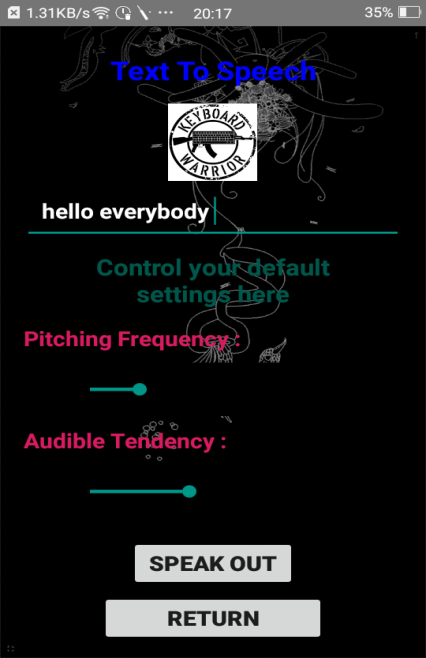 1.31KB/s ··· 20:17 35%
Text To Speech
KEYBOARD
WARRIOR
hello everybody
Control your default
settings here
Pitching Frequency :
Audible Tendency :
SPEAK OUT
RETURN